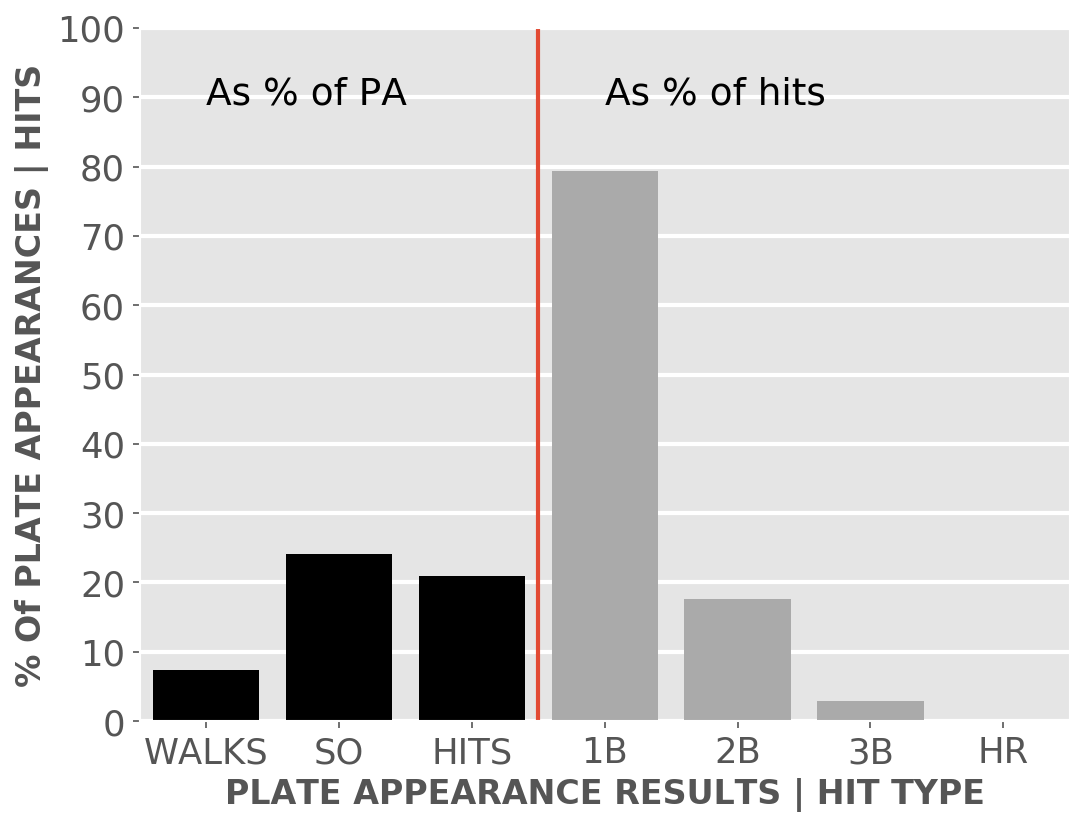 % Of PLATE APPEARANCES | HITS
100
90
80
70
60
50
40
30
20
10
0
As % of PA
As % of hits
WALKS
SO
HITS
1B
2B
3B
HR
PLATE APPEARANCE RESULTS | HIT TYPE